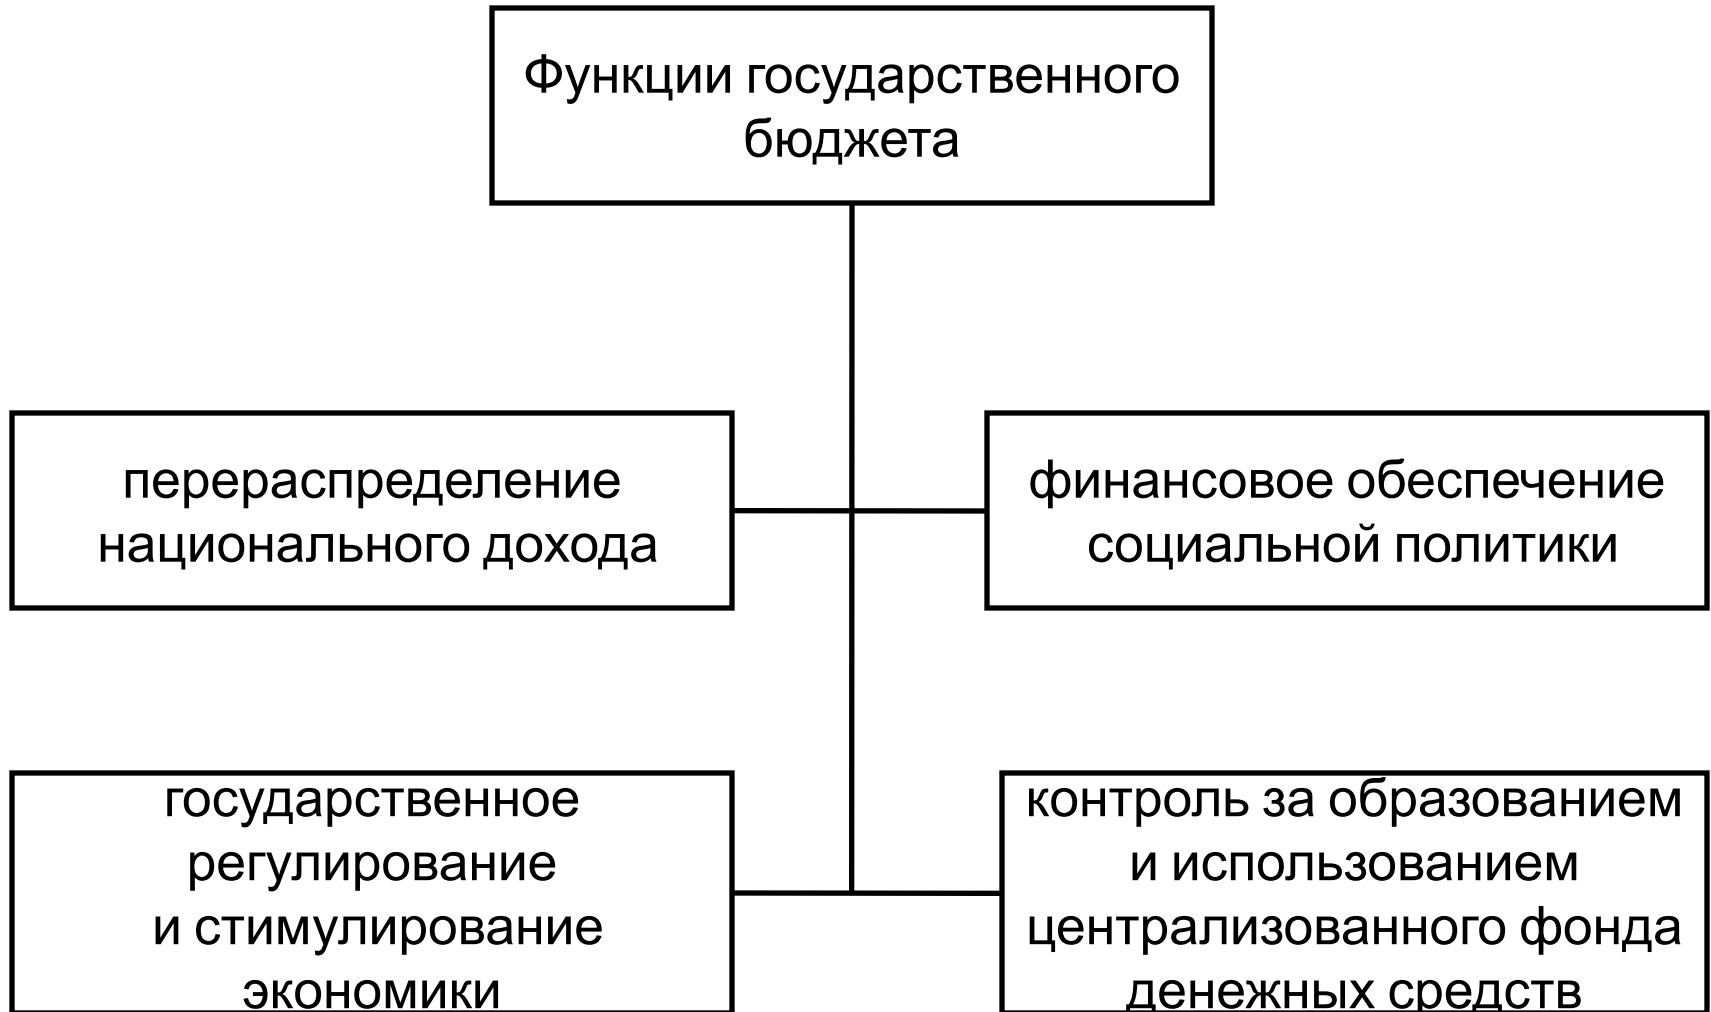 Функции государственного
бюджета
перераспределение
национального дохода
финансовое обеспечение
социальной политики
государственное
регулирование
и стимулирование
экономики
контроль за образованием
и использованием
централизованного фонда
денежных средств